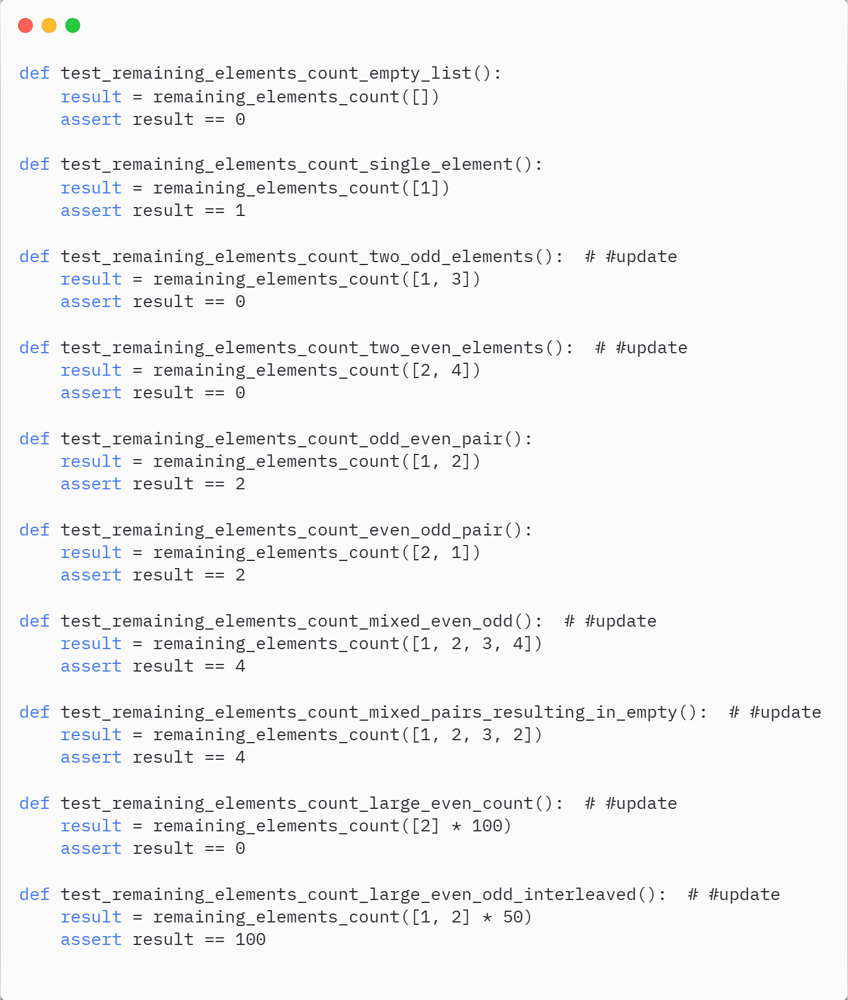 def test_remaining_elements_count_empty_list():
    result = remaining_elements_count([])
    assert result == 0

def test_remaining_elements_count_single_element():
    result = remaining_elements_count([1])
    assert result == 1

def test_remaining_elements_count_two_odd_elements():  # #update
    result = remaining_elements_count([1, 3])
    assert result == 0

def test_remaining_elements_count_two_even_elements():  # #update
    result = remaining_elements_count([2, 4])
    assert result == 0

def test_remaining_elements_count_odd_even_pair():
    result = remaining_elements_count([1, 2])
    assert result == 2

def test_remaining_elements_count_even_odd_pair():
    result = remaining_elements_count([2, 1])
    assert result == 2

def test_remaining_elements_count_mixed_even_odd():  # #update
    result = remaining_elements_count([1, 2, 3, 4])
    assert result == 4

def test_remaining_elements_count_mixed_pairs_resulting_in_empty():  # #update
    result = remaining_elements_count([1, 2, 3, 2])
    assert result == 4

def test_remaining_elements_count_large_even_count():  # #update
    result = remaining_elements_count([2] * 100)
    assert result == 0

def test_remaining_elements_count_large_even_odd_interleaved():  # #update
    result = remaining_elements_count([1, 2] * 50)
    assert result == 100